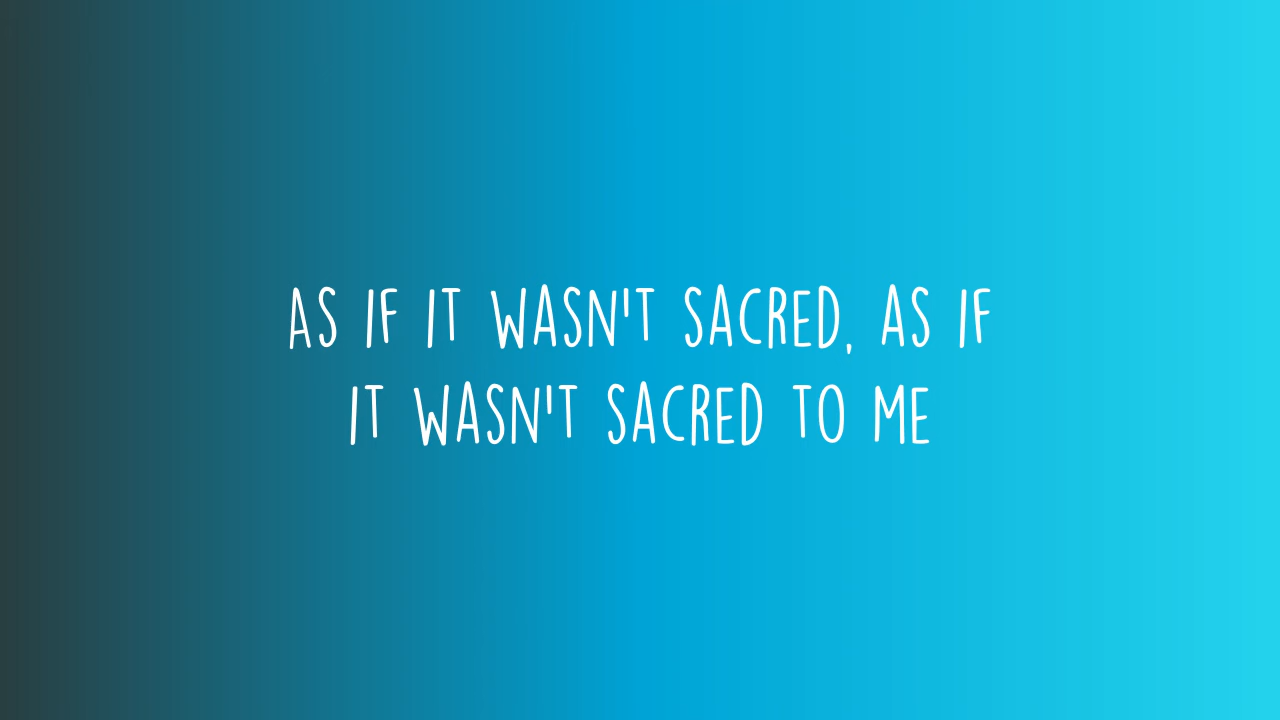 AS IF IT WASN'T SACRED, AS IF
IT WASN'T SACRED TO ME